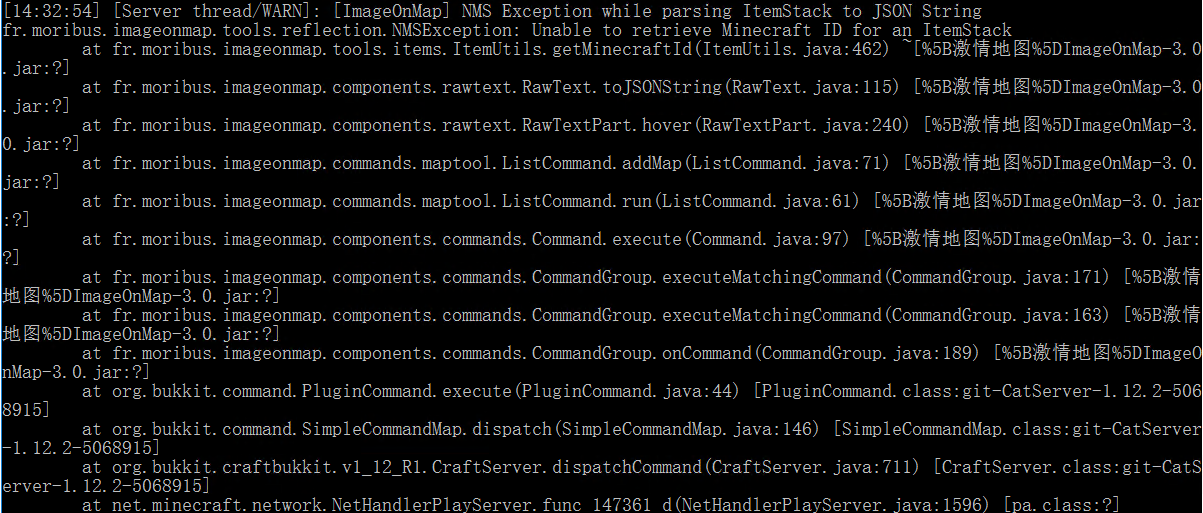 [14:32:54] [Server thread/WARN]: [ImageOnMap] NMS Exception while parsing ItemStack to JSON String
fr.moribus.imageonmap.tools.reflection.NMSException: Unable to retrieve Minecraft ID for an ItemStack
at fr.moribus.imageonmap.tools.items.ItemUtils.getMinecraftId(ItemUtils.java:462) ~[%5B激情地图%5DImageOnMap-3.0
.jar:?]
at fr.moribus.imageonmap.components.rawtext.RawText.toJSONString(RawText.java:115) [%5B激情地图%5DImageOnMap-3.0
.jar:?]
at fr.moribus.imageonmap.components.rawtext.RawTextPart.hover(RawTextPart.java:240) [%5B激情地图%5DImageOnMap-3.
0.jar:?]
at fr.moribus.imageonmap.commands.maptool.ListCommand.addMap(ListCommand.java:71) [%5B激情地图%5DImageOnMap-3.0.
jar:?]
at fr.moribus.imageonmap.commands.maptool.ListCommand.run(ListCommand.java:61) [%5B激情地图%5DImageOnMap-3.0.jar
:?]
at fr.moribus.imageonmap.components.commands.Command.execute(Command.java:97) [%5B激情地图%5DImageOnMap-3.0.jar:
?]
at fr.moribus.imageonmap.components.commands.CommandGroup.executeMatchingCommand(CommandGroup.java:171) [%5B激情
地图%5DImageOnMap-3.0.jar:?]
at fr.moribus.imageonmap.components.commands.CommandGroup.executeMatchingCommand(CommandGroup.java:163) [%5B激情
地图%5DImageOnMap-3.0.jar:?]
at fr.moribus.imageonmap.components.commands.CommandGroup.onCommand(CommandGroup.java:189) [%5B激情地图%5DImageO
nMap-3.0.jar:?]
at org.bukkit.command.PluginCommand.execute(PluginCommand.java:44) [PluginCommand.class:git-CatServer-1.12.2-506
8915]
at org.bukkit.command.SimpleCommandMap.dispatch(SimpleCommandMap.java:146) [SimpleCommandMap.class:git-CatServer
-1.12.2-5068915]
at org.bukkit.craftbukkit.v1_12_R1.CraftServer.dispatchCommand(CraftServer.java:711) [CraftServer.class:git-CatS
erver-1.12.2-5068915]
at net.minecraft.network.NetHandlerPlayServer.func_147361_d(NetHandlerPlayServer.java:1596) [pa.class:?]